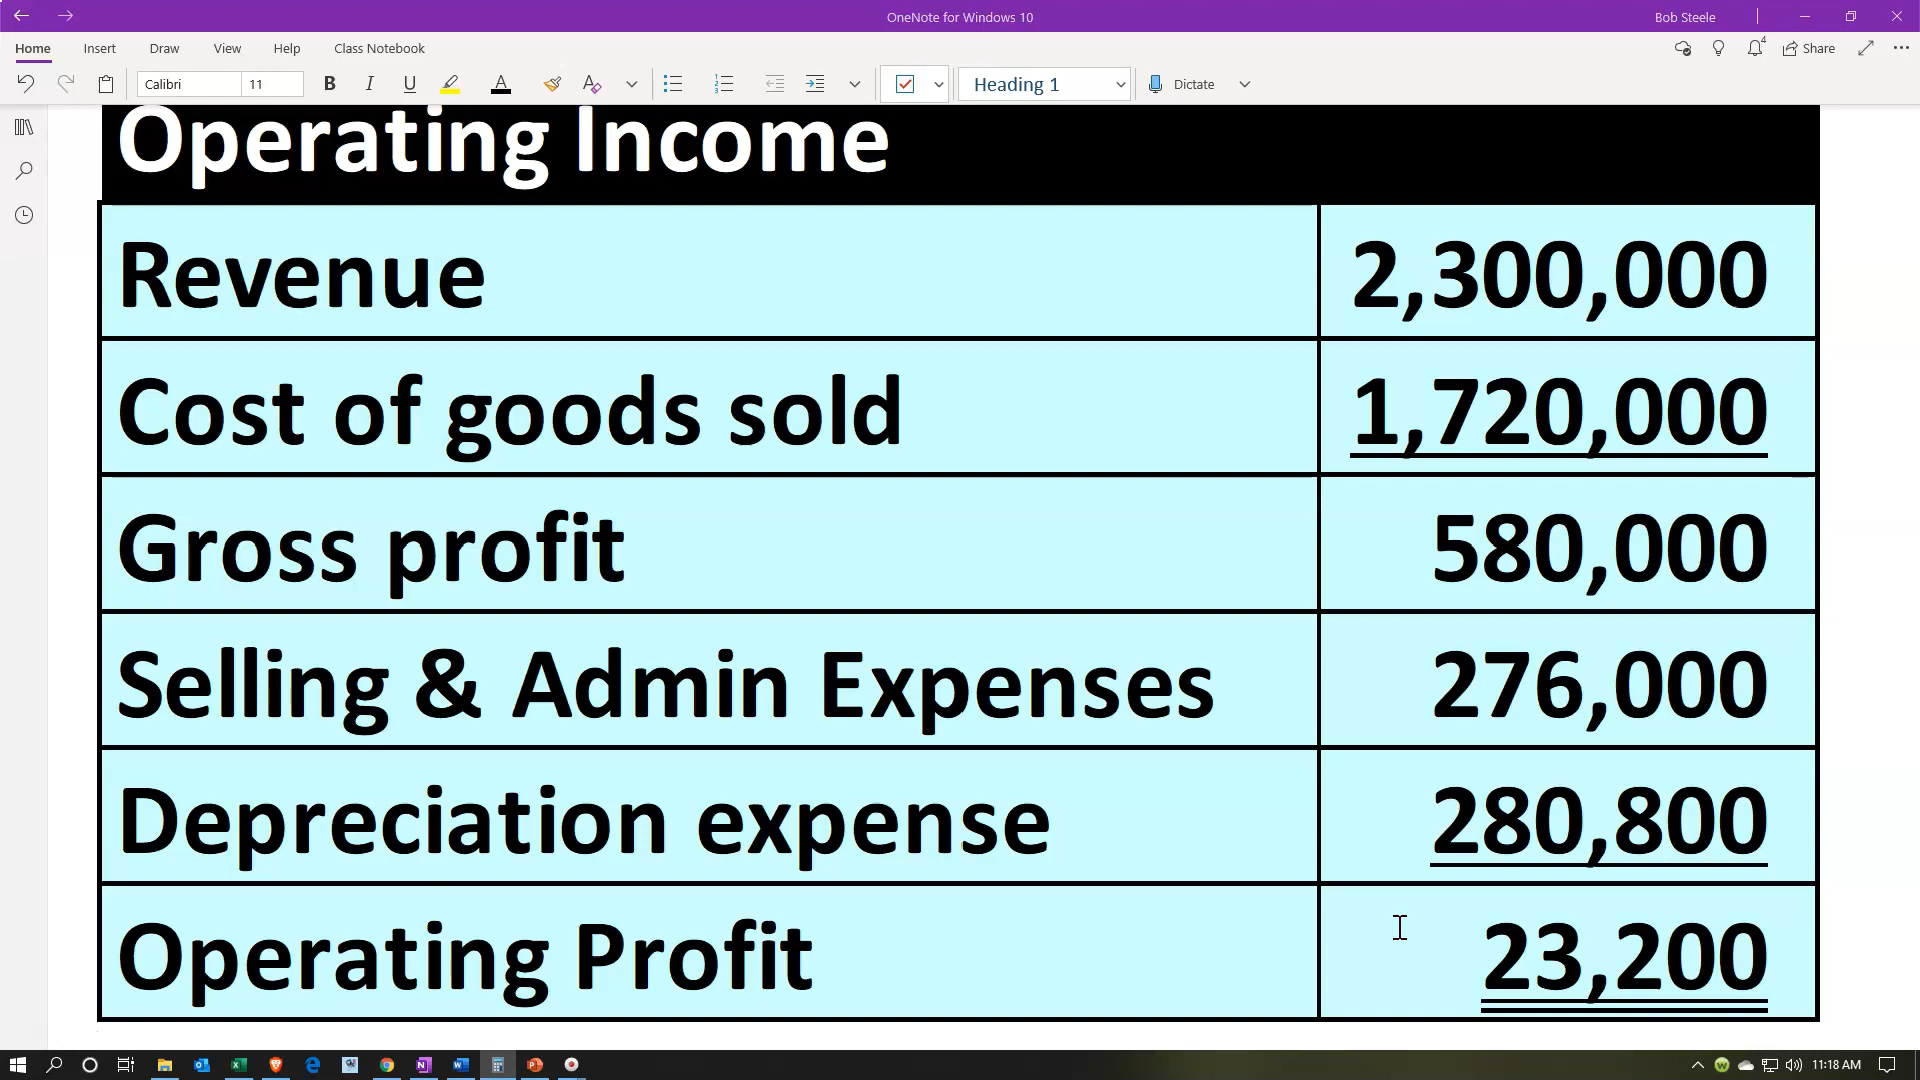 OneNote for Windows 10
Bob Steele
Home Insert Draw View Help Class Notebook
4
Share
Calibri 11 B I U A A Heading 1 Dictate
Operating Income
Revenue 2,300,000
Cost of goods sold 1,720,000
Gross profit 580,000
Selling & Admin Expenses 276,000
Depreciation expense 280,800
Operating Profit 23,200
11:18 AM